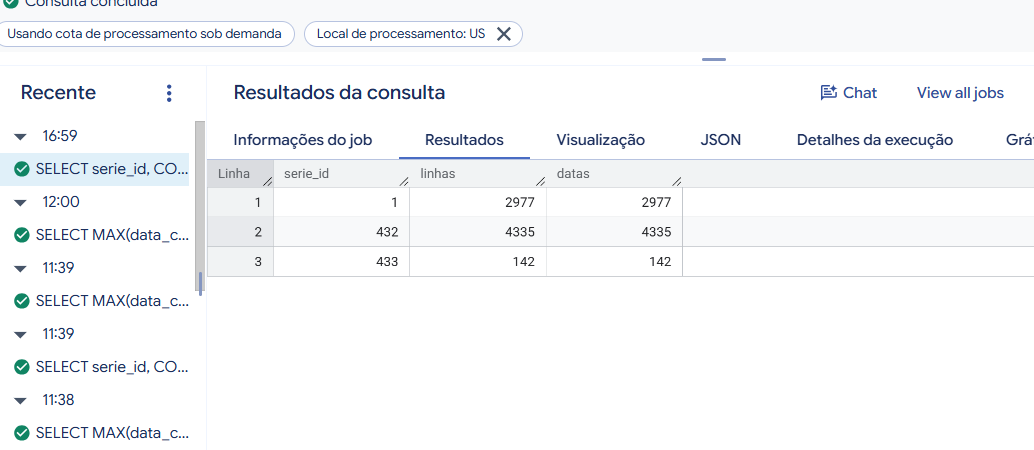 Consulta concluída
Usando cota de processamento sob demanda
Local de processamento: US
Recente
16:59
SELECT serie_id, CO...
12:00
SELECT MAX(data_c...
11:39
SELECT MAX(data_c...
11:39
SELECT serie_id, CO...
11:38
SELECT MAX(data_c...
Resultados da consulta
Chat
View all jobs
Informações do job Resultados Visualização JSON Detalhes da execução Grá
Linha serie_id linhas datas
1 1 2977 2977
2 432 4335 4335
3 433 142 142